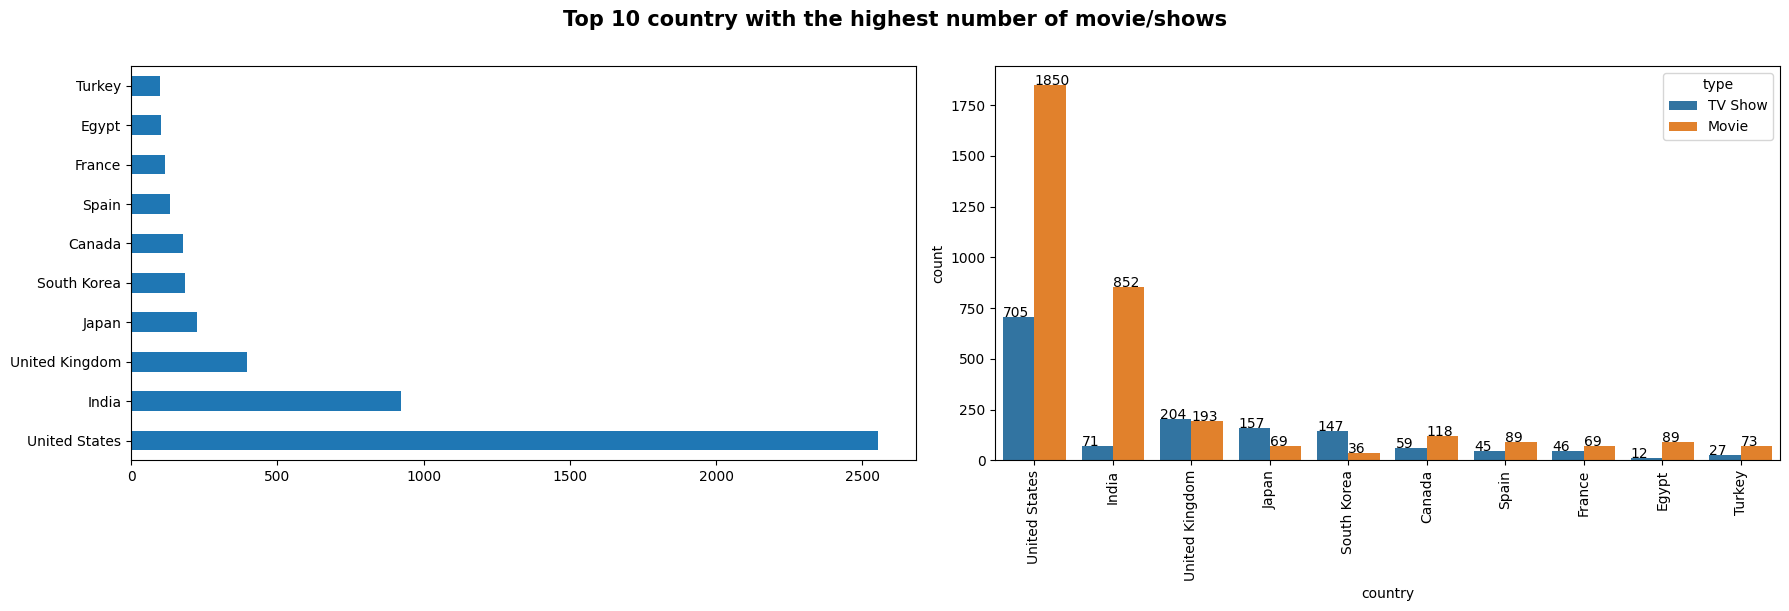 Top 10 country with the highest number of movie/shows
Turkey
Egypt
France
Spain
Canada
South Korea
Japan
United Kingdom
India
United States
0 500 1000 1500 2000 2500
count
1750
1500
1250
1000
750
500
250
0
type
TV Show
Movie
1850
705
852
71
204 193
157 69
147 36
59 118
45 89
46 69
12 89
27 73
United States
India
United Kingdom
Japan
South Korea
Canada
Spain
France
Egypt
Turkey
country